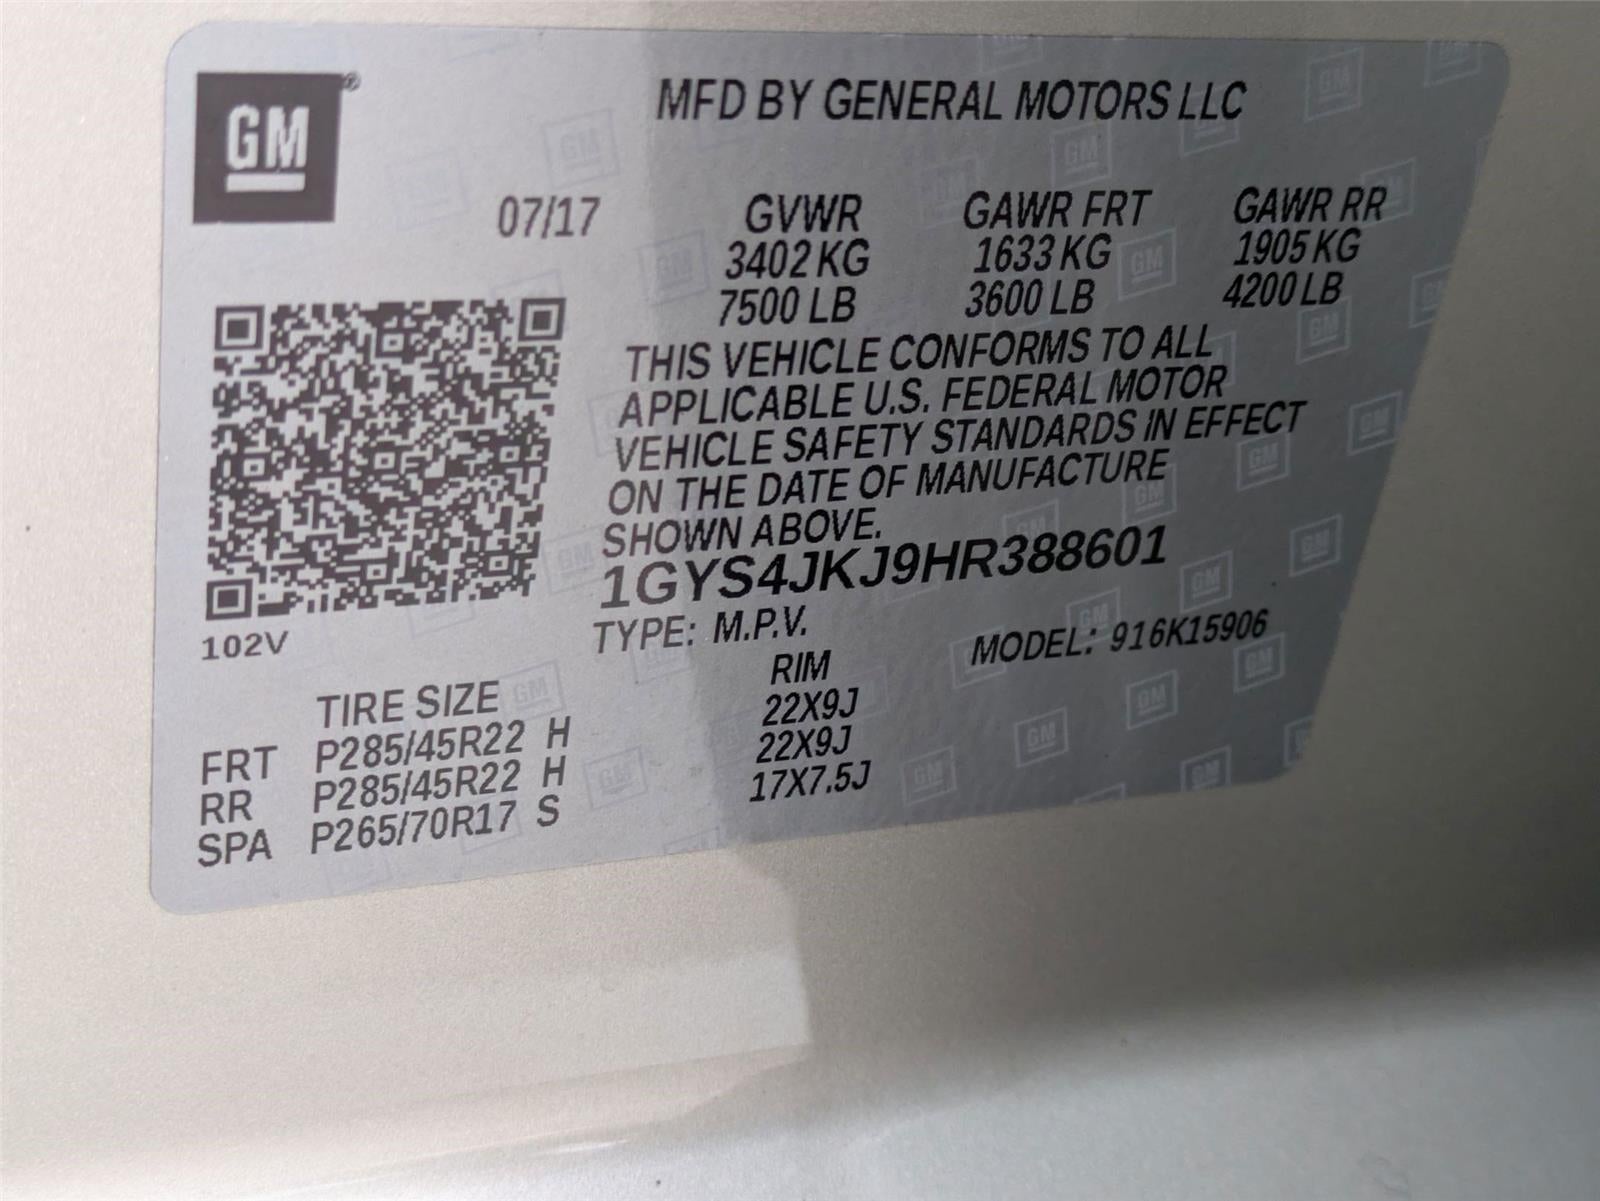 GM®
MFD BY GENERAL MOTORS LLC
07/17
GVWR GAWR FRT GAWR RR
3402 KG 1633 KG 1905 KG
7500 LB 3600 LB 4200 LB
THIS VEHICLE CONFORMS TO ALL
APPLICABLE U.S. FEDERAL MOTOR
VEHICLE SAFETY STANDARDS IN EFFECT
ON THE DATE OF MANUFACTURE
SHOWN ABOVE.
1GYS4JKJ9HR388601
TYPE: M.P.V. MODEL: 916K15906
102V
TIRE SIZE RIM
FRT P285/45R22 H 22X9J
RR P285/45R22 H 22X9J
SPA P265/70R17 S 17X7.5J